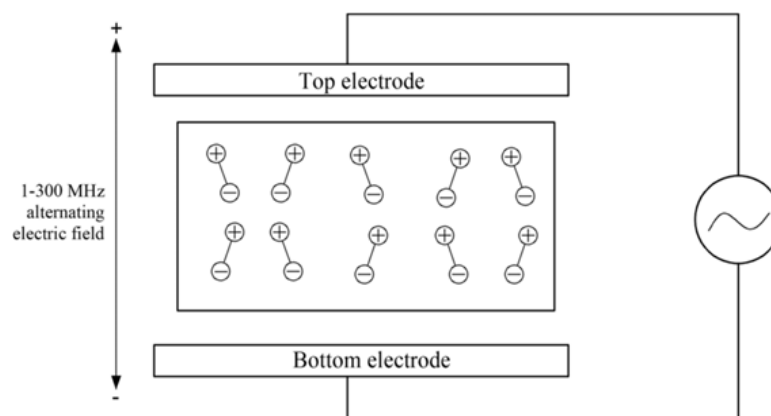 +
Top electrode
1-300 MHz
alternating
electric field
+ + + + +
− − − − −
+ + + + +
− − − − −
Bottom electrode
-